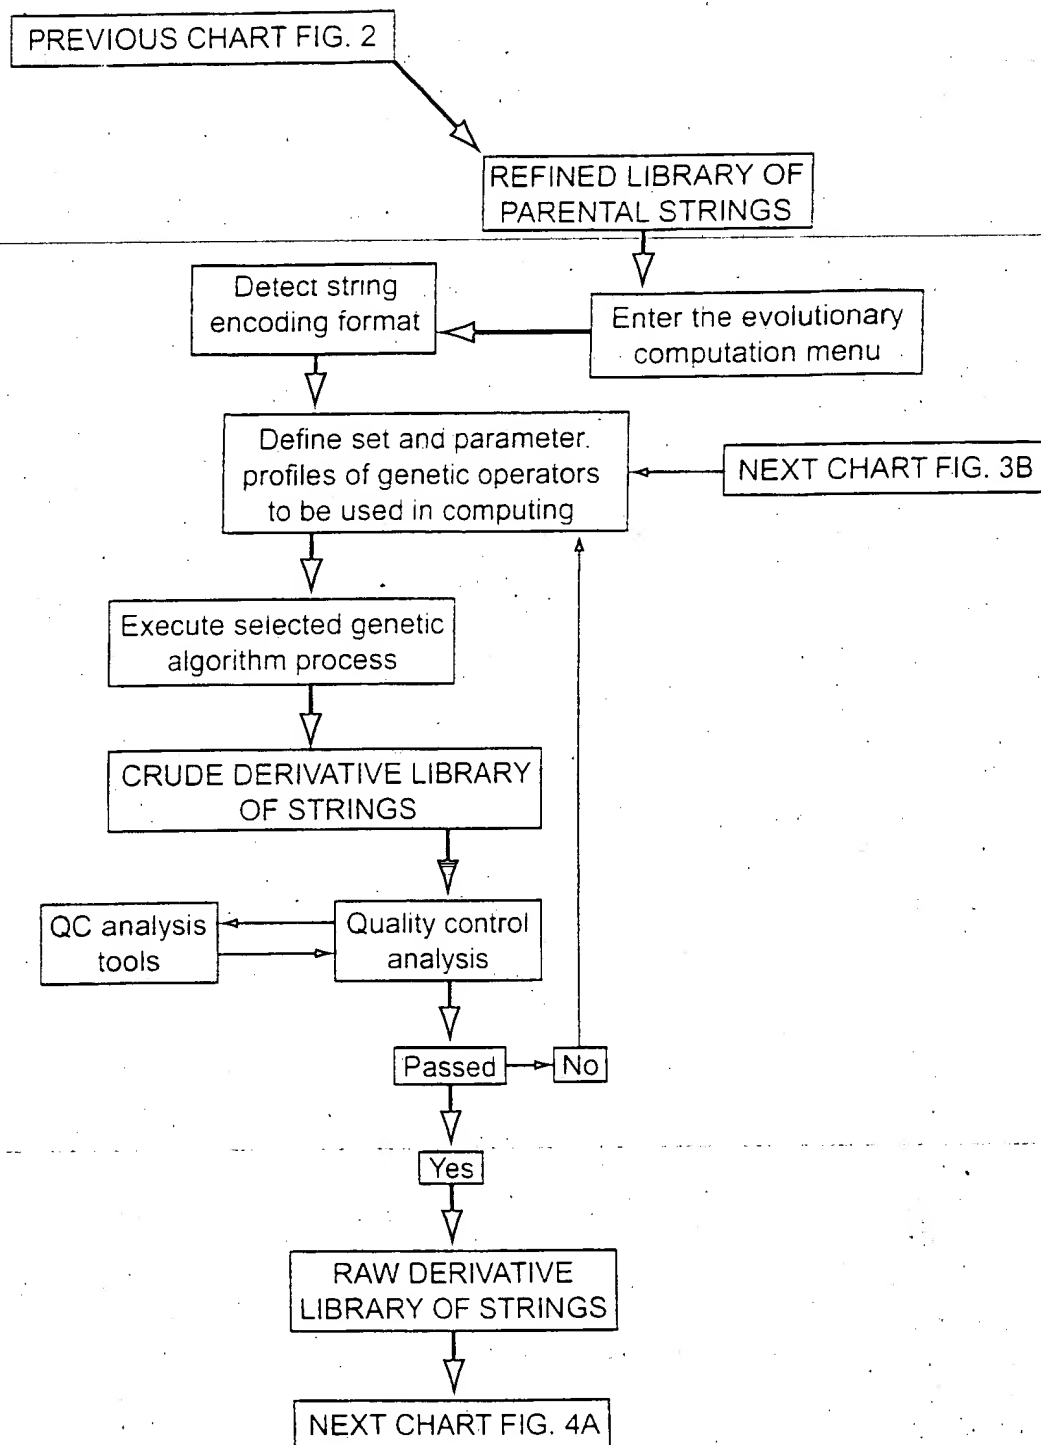 PREVIOUS CHART FIG. 2
REFINED LIBRARY OF
PARENTAL STRINGS
Detect string
encoding format
Enter the evolutionary
computation menu
Define set and parameter.
profiles of genetic operators
to be used in computing
NEXT CHART FIG. 3B
Execute selected genetic
algorithm process
CRUDE DERIVATIVE LIBRARY
OF STRINGS
QC analysis
tools
Quality control
analysis
Passed
No
Yes
RAW DERIVATIVE
LIBRARY OF STRINGS
NEXT CHART FIG. 4A